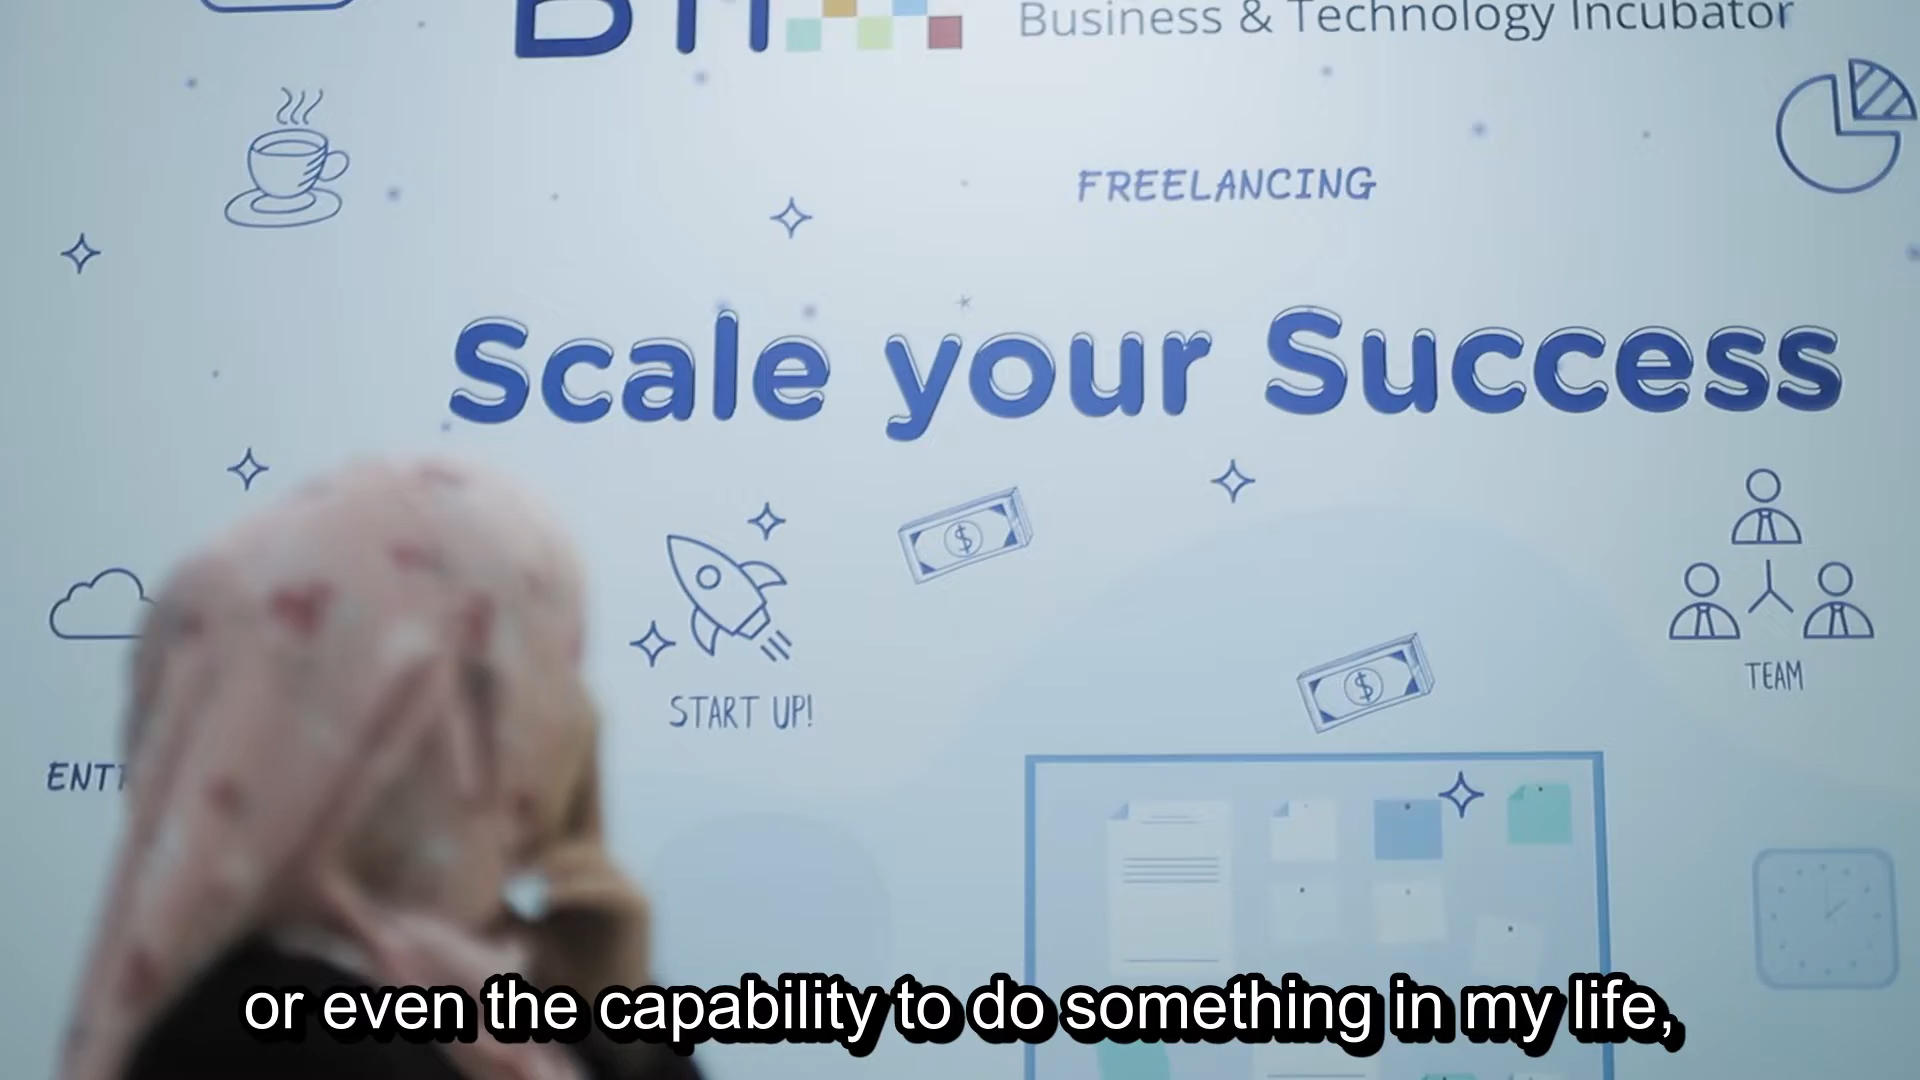 Business & Technology Incubator
FREELANCING
Scale your Success
START UP!
TEAM
or even the capability to do something in my life,